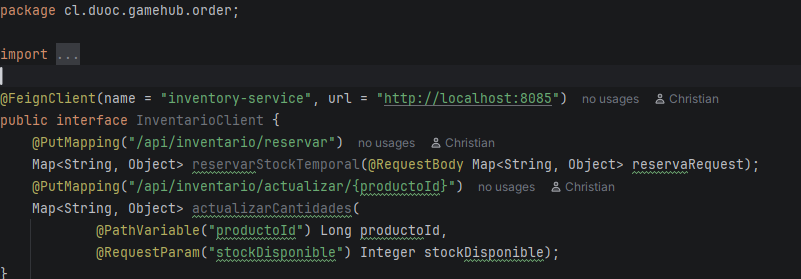 package cl.duoc.gamehub.order;
import ...
@FeignClient(name = "inventory-service", url = "http://localhost:8085") no usages Christian
public interface InventarioClient {
@PutMapping("/api/inventario/reservar") no usages Christian
Map<String, Object> reservarStockTemporal(@RequestBody Map<String, Object> reservaRequest);
@PutMapping("/api/inventario/actualizar/{productoId}") no usages Christian
Map<String, Object> actualizarCantidades(
@PathVariable("productoId") Long productoId,
@RequestParam("stockDisponible") Integer stockDisponible);
}